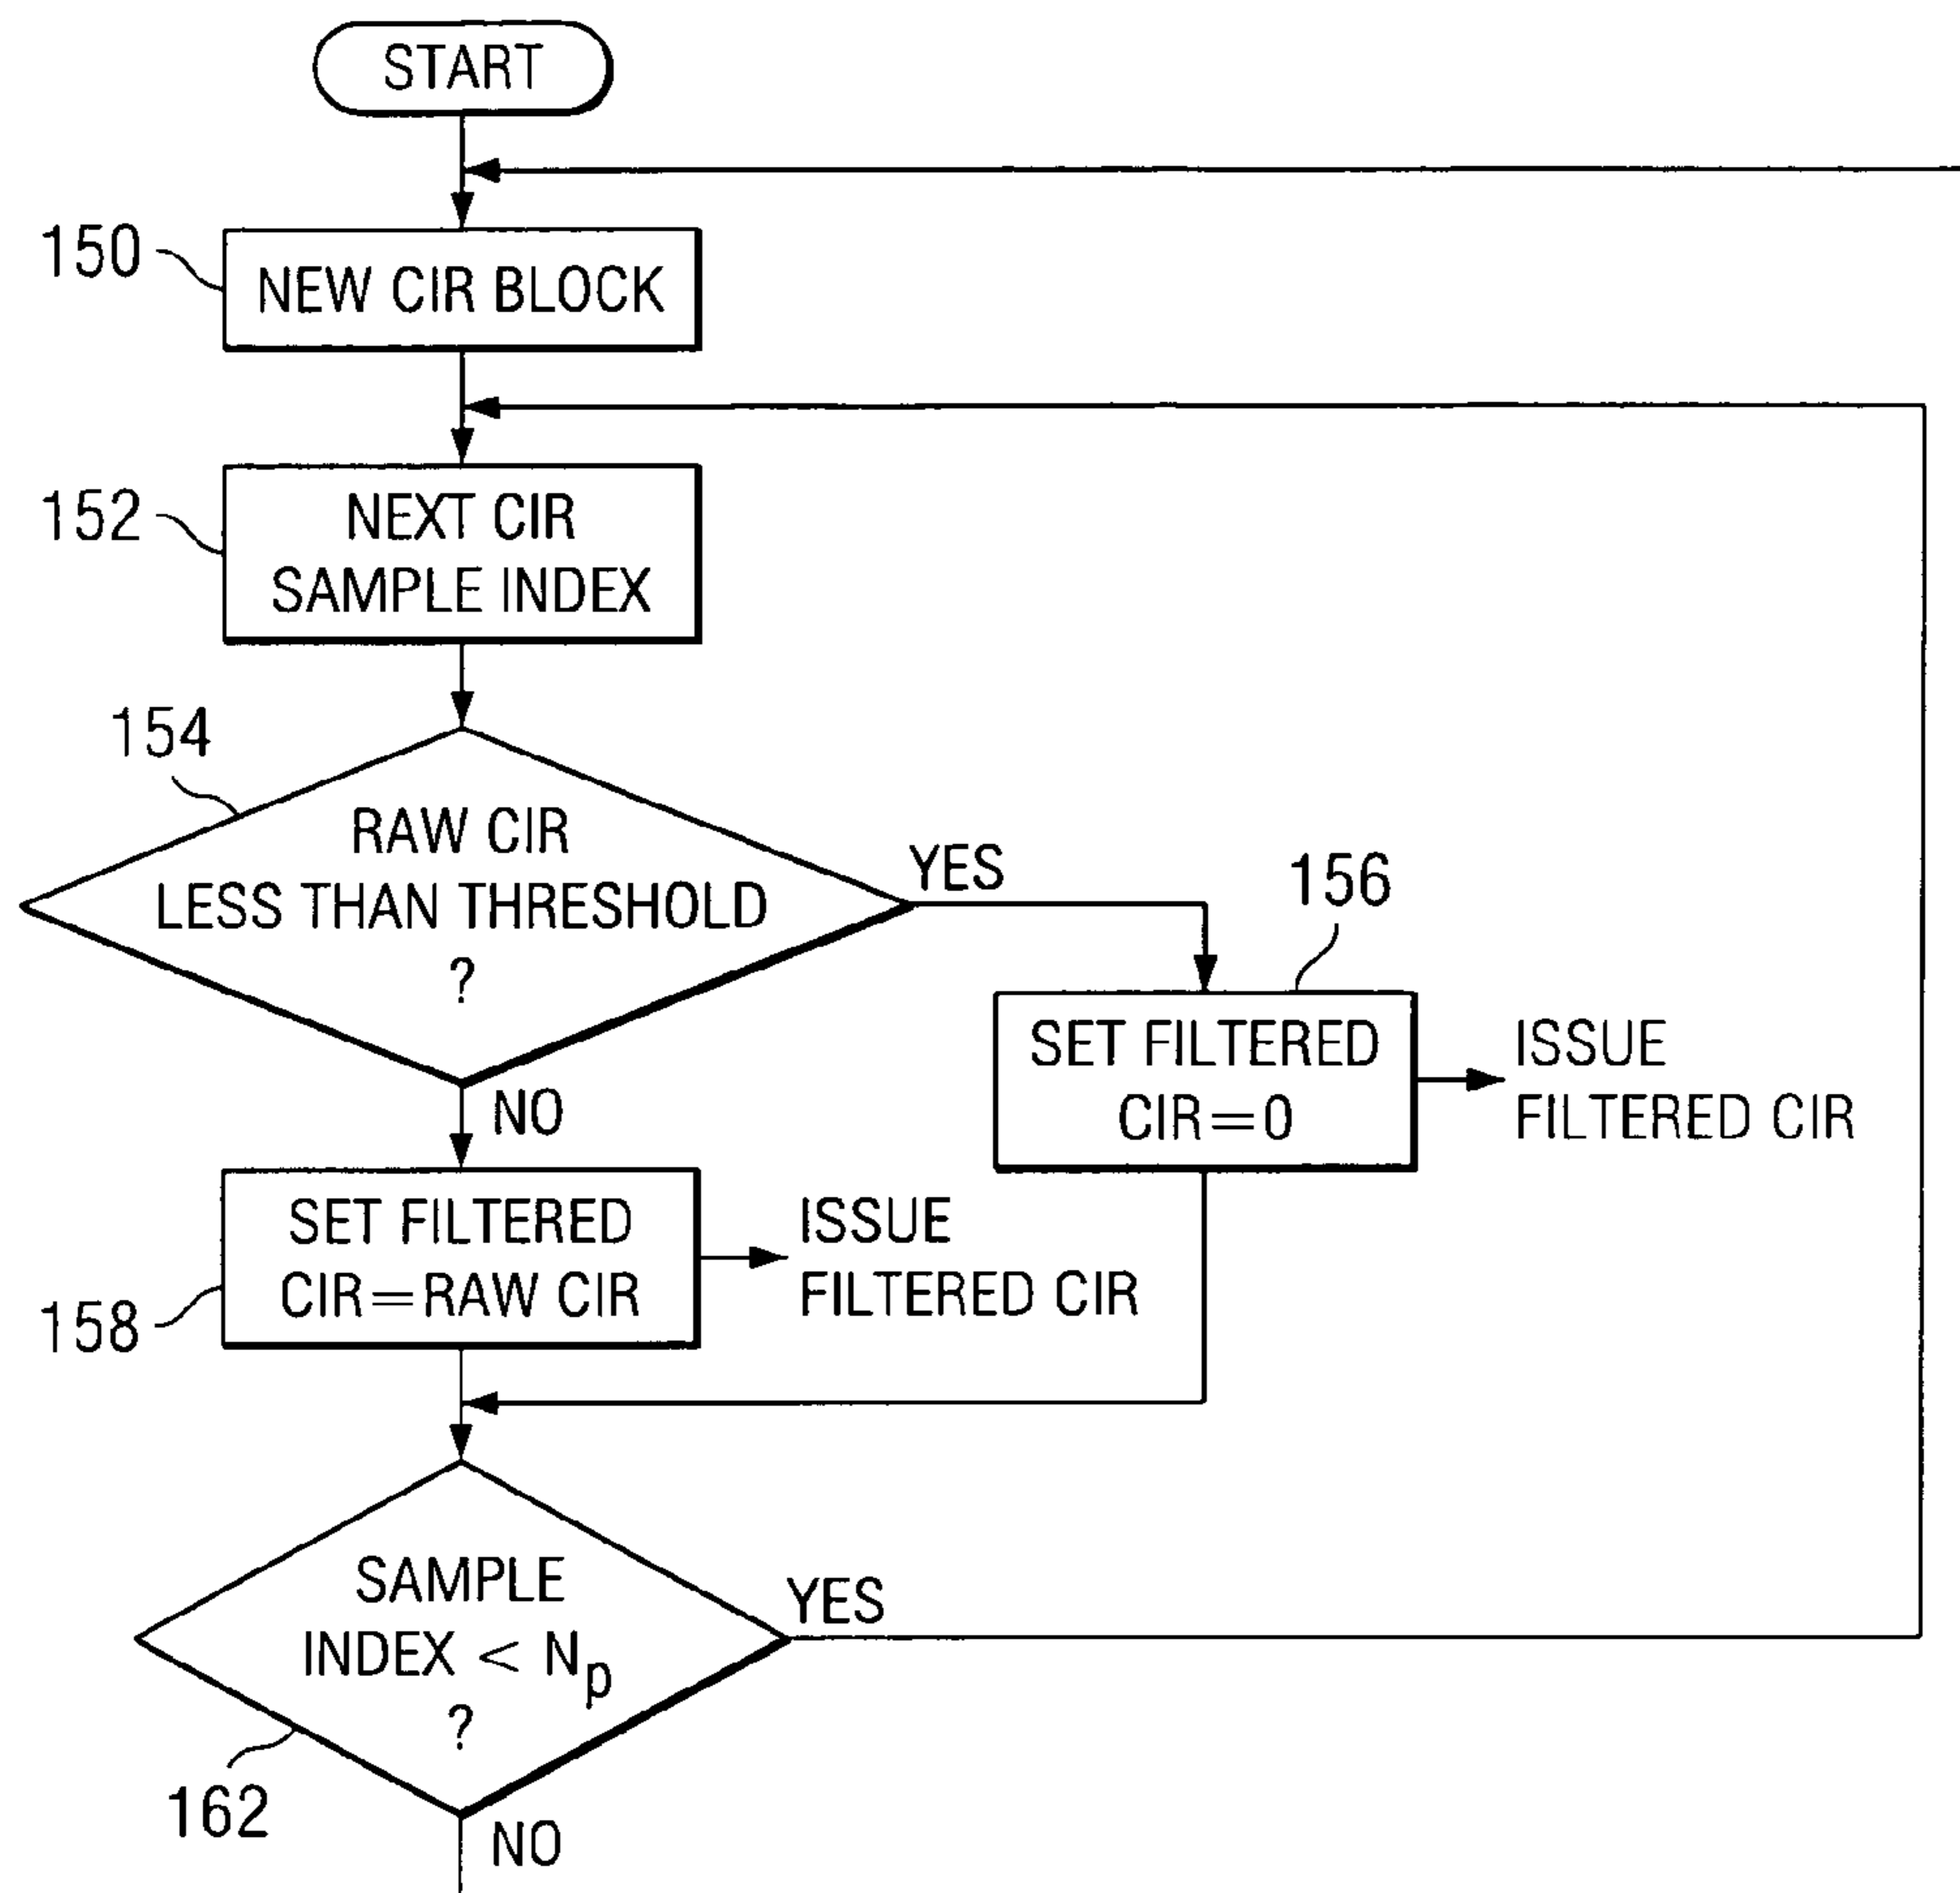 START
150
NEW CIR BLOCK
152
NEXT CIR
SAMPLE INDEX
154
RAW CIR
LESS THAN THRESHOLD
?
YES
156
SET FILTERED
CIR=0
ISSUE
FILTERED CIR
NO
158
SET FILTERED
CIR=RAW CIR
ISSUE
FILTERED CIR
SAMPLE
INDEX < Np
?
YES
162
NO